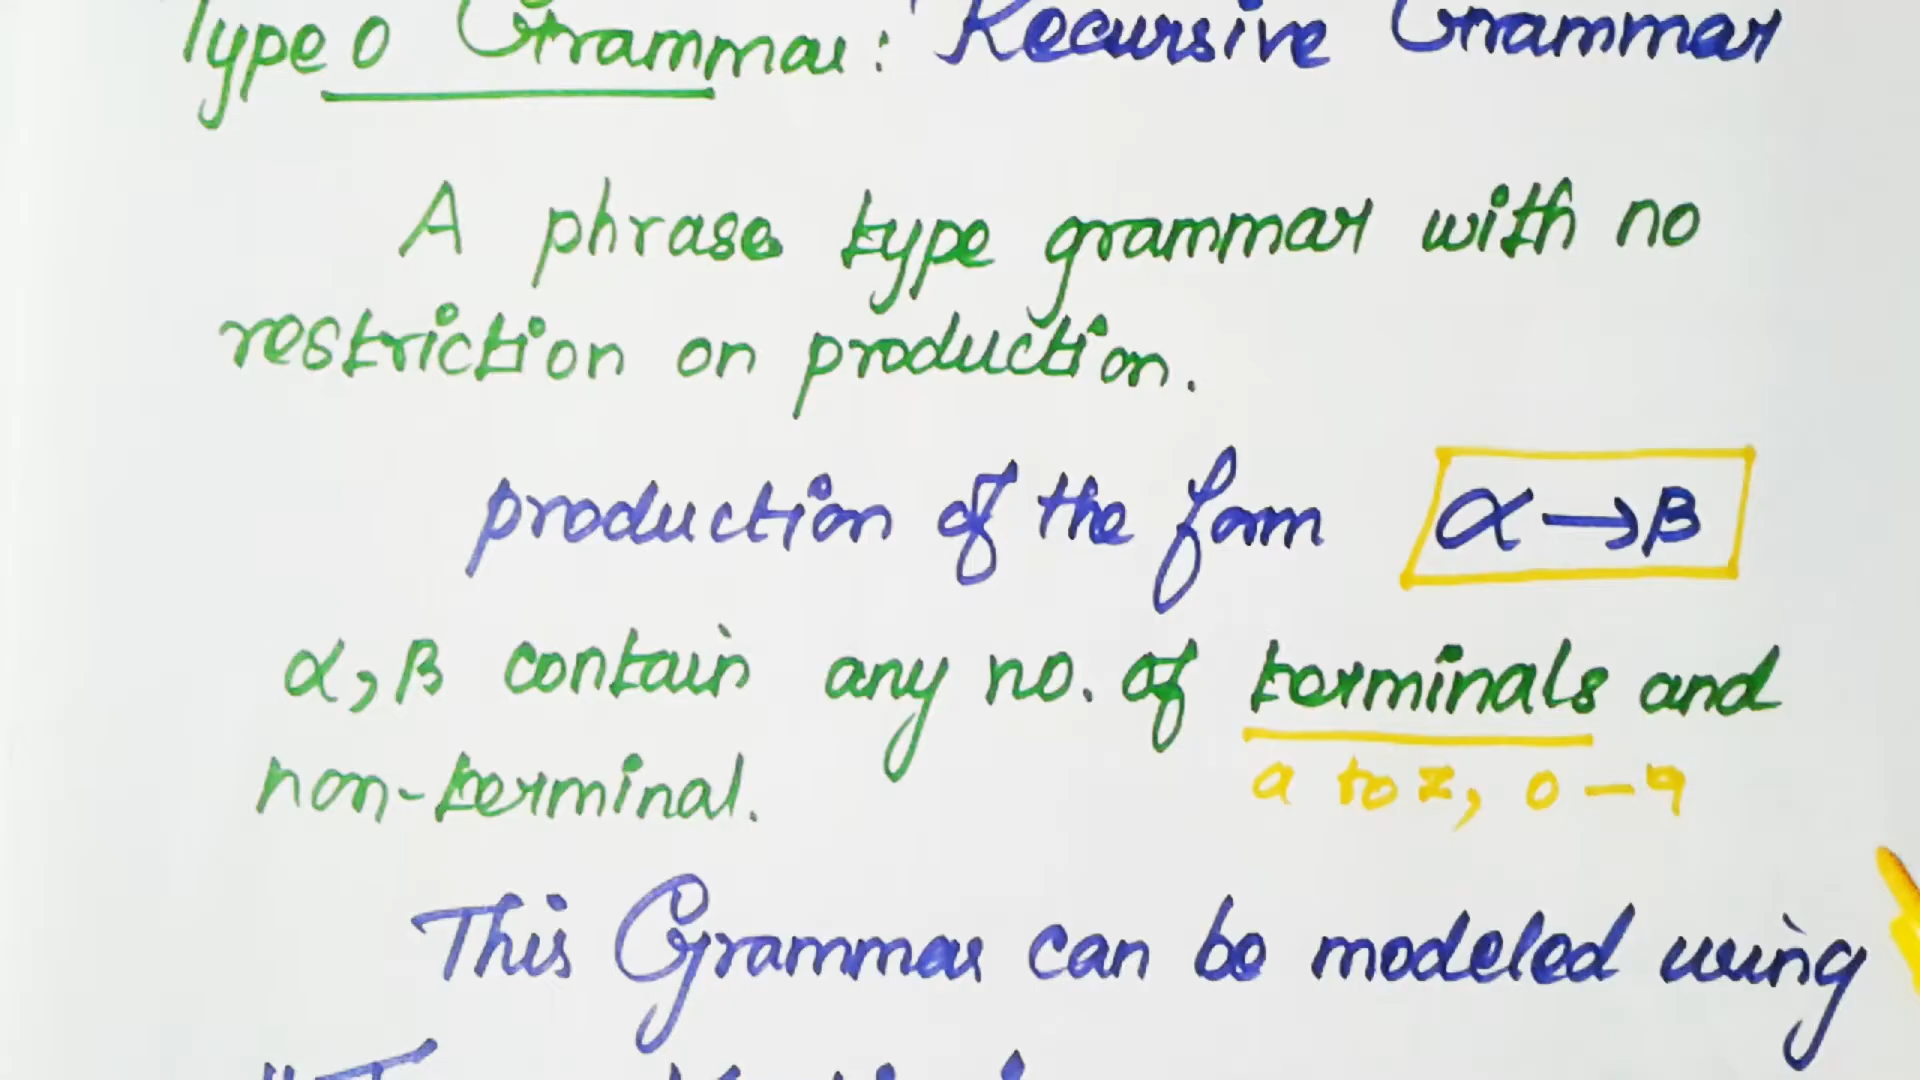 Type 0 Grammar: Recursive Grammar
A phrase type grammar with no
restriction on production.
production of the form α→β
α,β contain any no. of terminals and
a to z, 0-9
non-terminal.
This Grammar can be modeled using